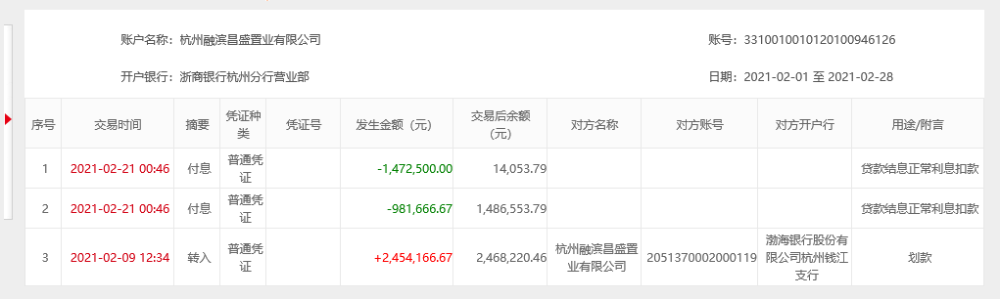 账户名称：杭州融滨昌盛置业有限公司 账号：3310010010120100946126
开户银行：浙商银行杭州分行营业部 日期：2021-02-01 至 2021-02-28
序号 交易时间 摘要 凭证种类 凭证号 发生金额（元） 交易后余额（元） 对方名称 对方账号 对方开户行 用途/附言
1 2021-02-21 00:46 付息 普通凭证 -1,472,500.00 14,053.79 贷款结息正常利息扣款
2 2021-02-21 00:46 付息 普通凭证 -981,666.67 1,486,553.79 贷款结息正常利息扣款
3 2021-02-09 12:34 转入 普通凭证 +2,454,166.67 2,468,220.46 杭州融滨昌盛置业有限公司 2051370002000119 渤海银行股份有限公司杭州钱江支行 划款